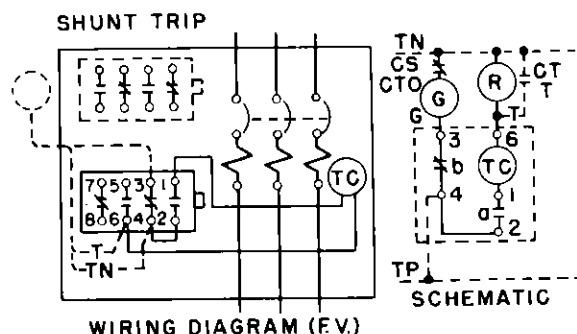 SHUNT TRIP
TC
7 5 3 1
8 6 4 2
T
TN
WIRING DIAGRAM (F.V.)
TN
CS
CTO
G
R
CT
T
G
T
3
6
b
TC
4
1
a
2
TP
SCHEMATIC